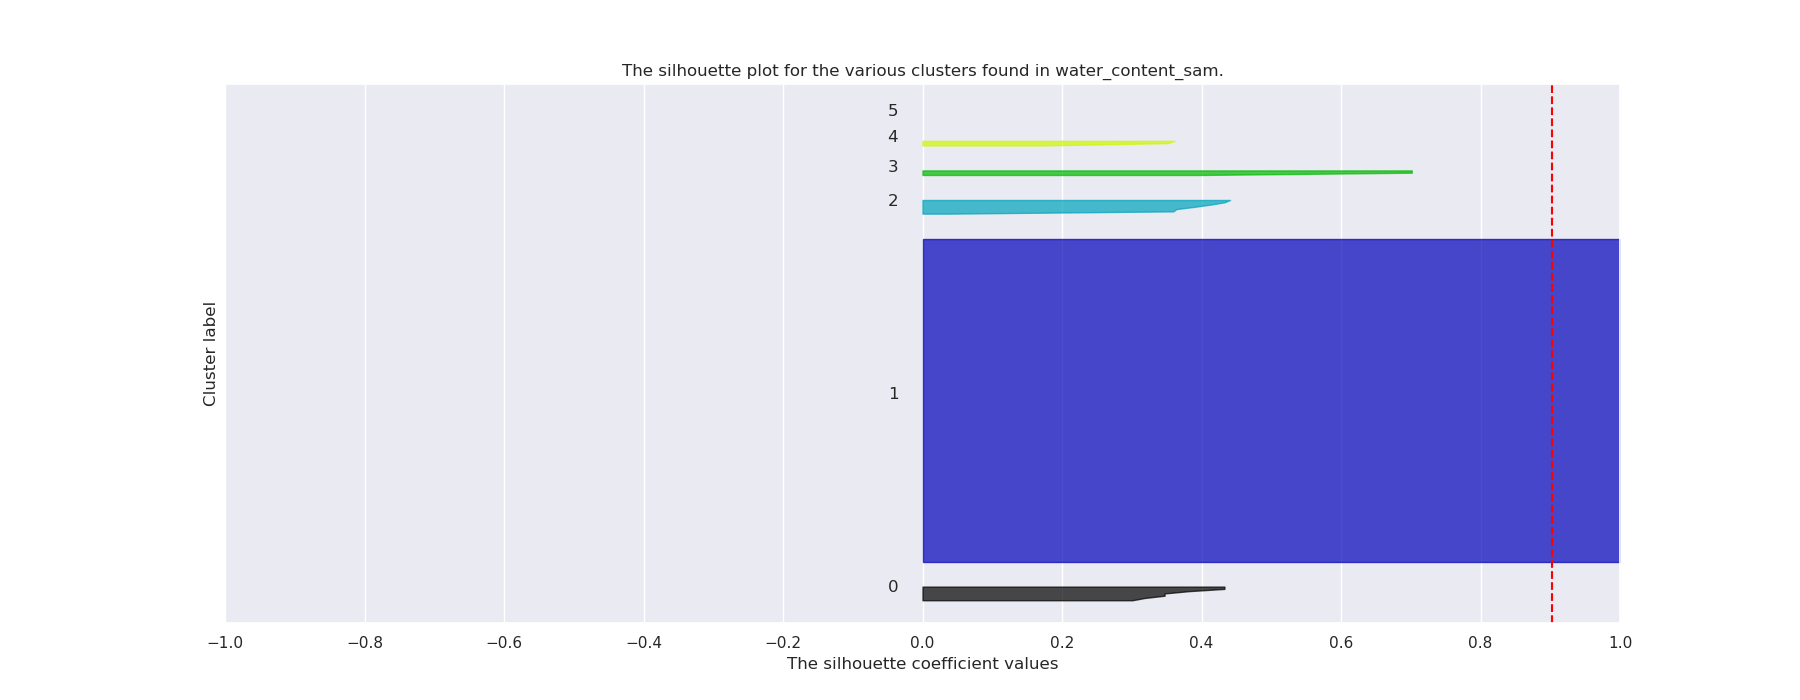 The silhouette plot for the various clusters found in water_content_sam.
5
4
3
2
1
0
Cluster label
−1.0 −0.8 −0.6 −0.4 −0.2 0.0 0.2 0.4 0.6 0.8 1.0
The silhouette coefficient values